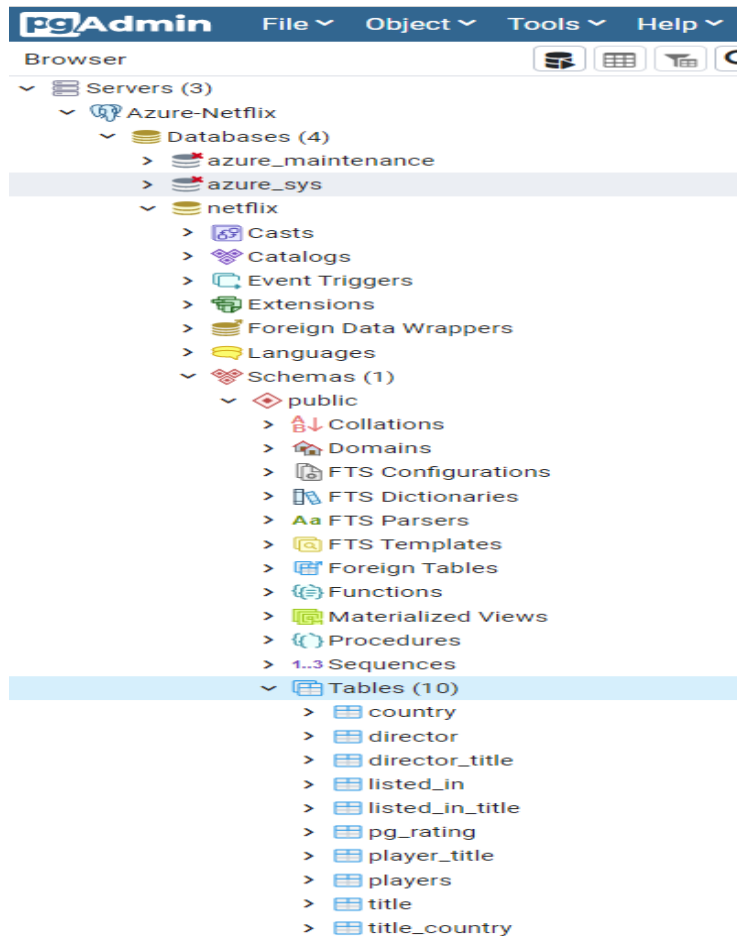 pgAdmin File Object Tools Help
Browser
Servers (3)
Azure-Netflix
Databases (4)
azure_maintenance
azure_sys
netflix
Casts
Catalogs
Event Triggers
Extensions
Foreign Data Wrappers
Languages
Schemas (1)
public
Collations
Domains
FTS Configurations
FTS Dictionaries
Aa FTS Parsers
FTS Templates
Foreign Tables
Functions
Materialized Views
Procedures
1..3 Sequences
Tables (10)
country
director
director_title
listed_in
listed_in_title
pg_rating
player_title
players
title
title_country